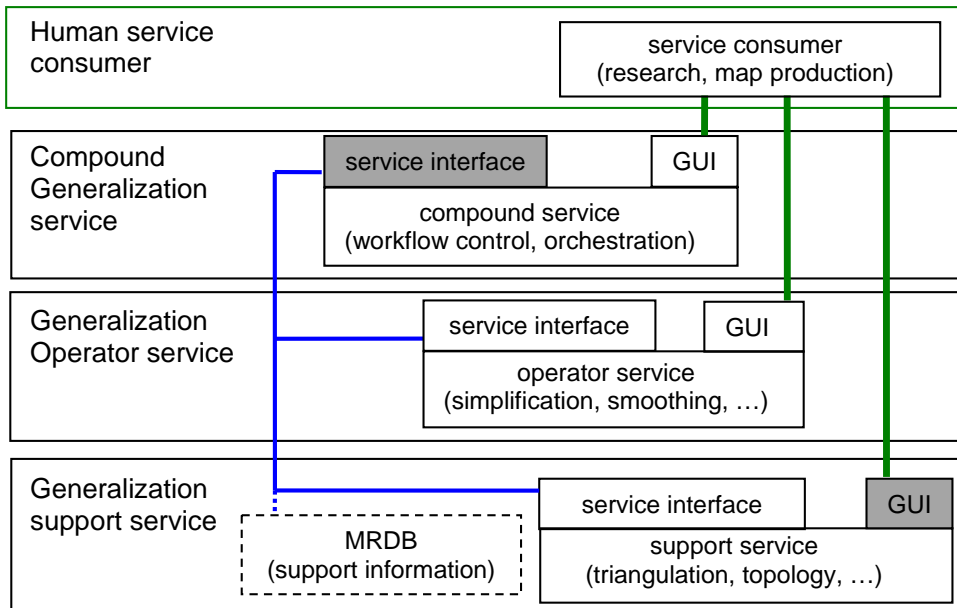 Human service
consumer
service consumer
(research, map production)
Compound
Generalization
service
service interface
GUI
compound service
(workflow control, orchestration)
Generalization
Operator service
service interface
GUI
operator service
(simplification, smoothing, …)
Generalization
support service
MRDB
(support information)
service interface
GUI
support service
(triangulation, topology, …)